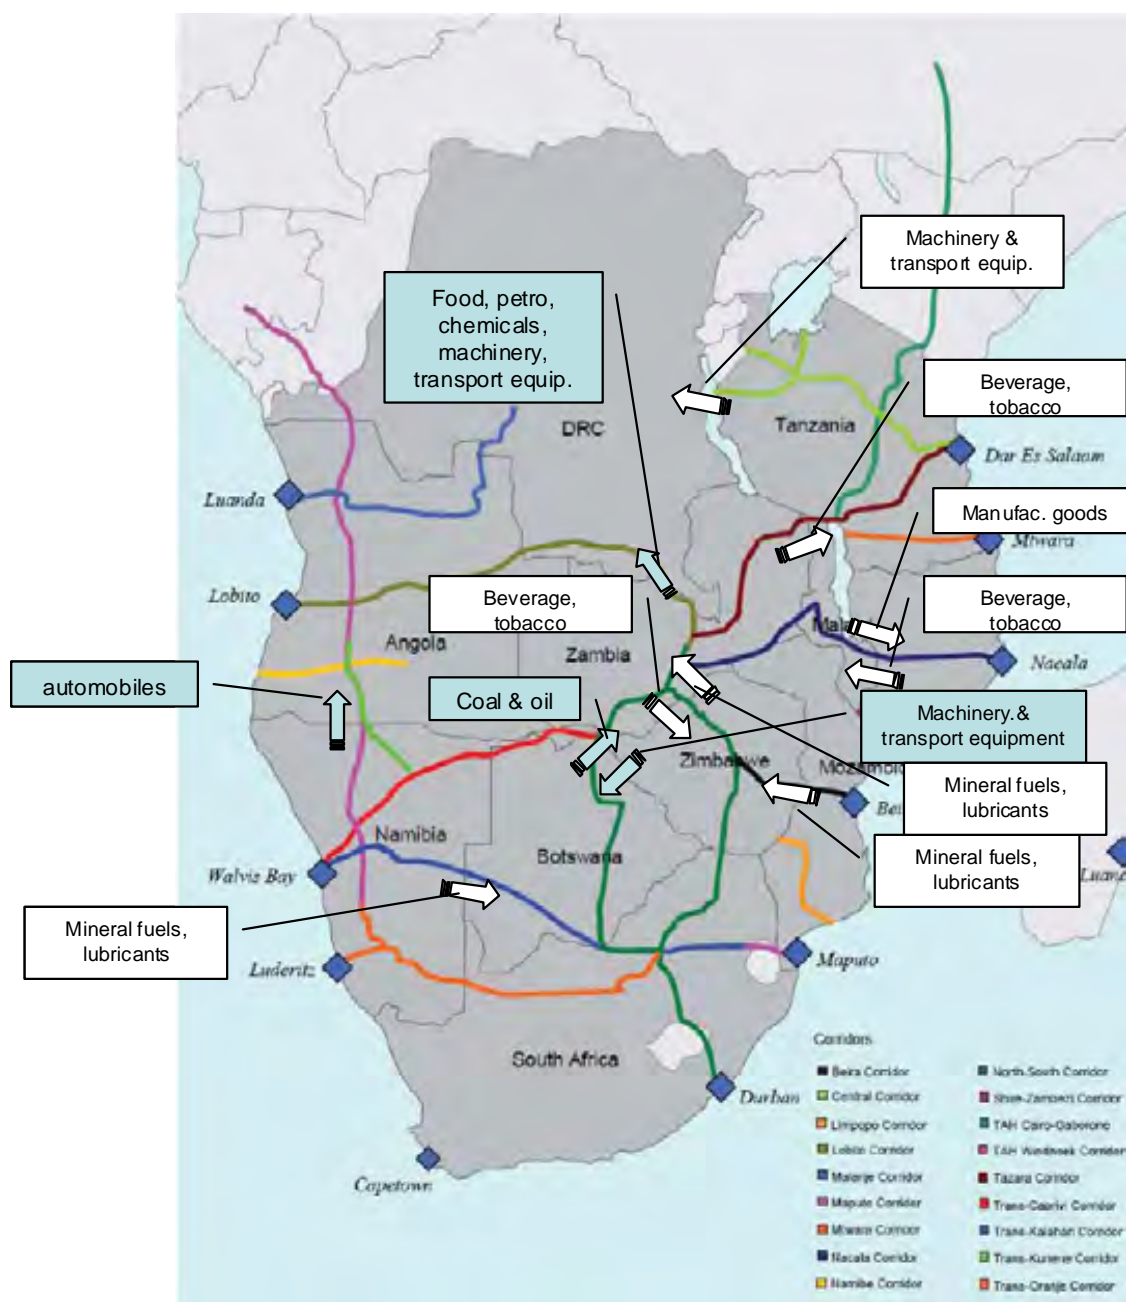 Machinery &
transport equip.
Food, petro,
chemicals,
machinery,
transport equip.
Beverage,
tobacco
DRC
Tanzania
Dar Es Salaam
Luanda
Manufac. goods
Mtwara
Lobito
Beverage,
tobacco
Beverage,
tobacco
Angola
Zambia
Nacala
automobiles
Coal & oil
Machinery. &
transport equipment
Zimbabwe
Mineral fuels,
lubricants
Namibia
Botswana
Mineral fuels,
lubricants
Walvis Bay
Mineral fuels,
lubricants
Luderitz
Maputo
South Africa
Durban
Capetown
Corridors
Beira Corridor
Central Corridor
Limpopo Corridor
Lobito Corridor
Malanje Corridor
Maputo Corridor
Mtwara Corridor
Nacala Corridor
Namibe Corridor
North-South Corridor
Shire-Zambezi Corridor
TAH Cairo-Gaborone
TAH Windhoek Corridor
Tazara Corridor
Trans-Caprivi Corridor
Trans-Kalahari Corridor
Trans-Kunene Corridor
Trans-Oranje Corridor